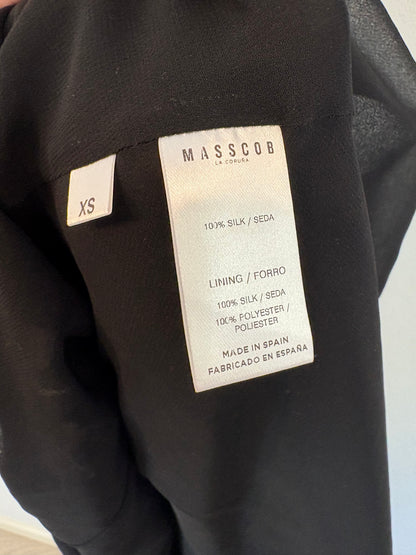 MASSCOB
LA CORUÑA
XS
100% SILK / SEDA
LINING / FORRO
100% SILK / SEDA
100% POLYESTER /
POLIESTER
MADE IN SPAIN
FABRICADO EN ESPAÑA